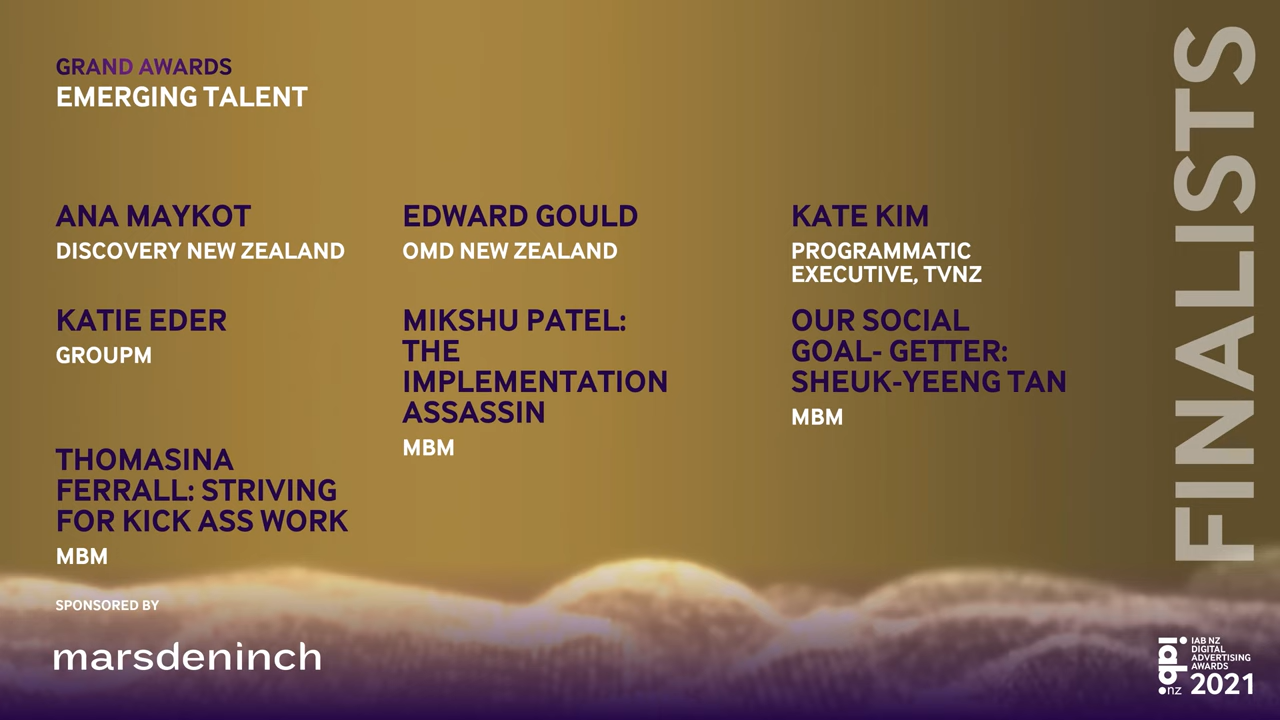 GRAND AWARDS
EMERGING TALENT
ANA MAYKOT
DISCOVERY NEW ZEALAND
EDWARD GOULD
OMD NEW ZEALAND
KATE KIM
PROGRAMMATIC
EXECUTIVE, TVNZ
KATIE EDER
GROUPM
MIKSHU PATEL:
THE
IMPLEMENTATION
ASSASSIN
MBM
OUR SOCIAL
GOAL- GETTER:
SHEUK-YEENG TAN
MBM
THOMASINA
FERRALL: STRIVING
FOR KICK ASS WORK
MBM
SPONSORED BY
marsdeninch
FINALISTS
iab.nz
IAB NZ
DIGITAL
ADVERTISING
AWARDS
2021